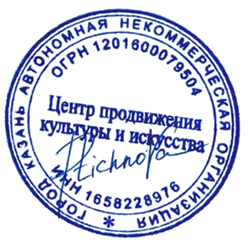 ГОРОД КАЗАНЬ АВТОНОМНАЯ НЕКОММЕРЧЕСКАЯ ОРГАНИЗАЦИЯ
ОГРН 1201600079504
Центр продвижения
культуры и искусства
ИНН 1658228976